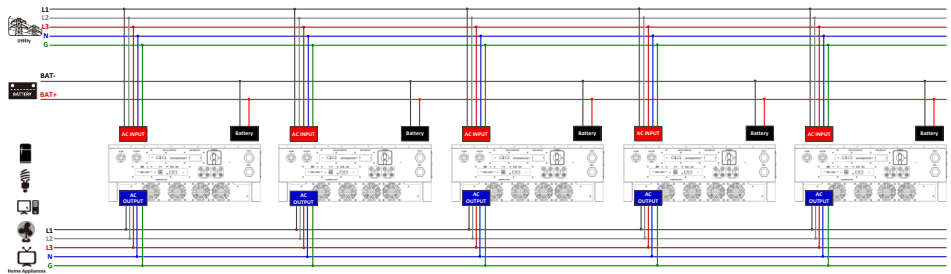 L1
L2
L3
N
G
Utility
BAT-
BATTERY
BAT+
AC INPUT
Battery
AC INPUT
Battery
AC INPUT
Battery
AC INPUT
Battery
AC INPUT
Battery
AC
OUTPUT
AC
OUTPUT
AC
OUTPUT
AC
OUTPUT
AC
OUTPUT
L1
L2
L3
N
G
Home Appliances